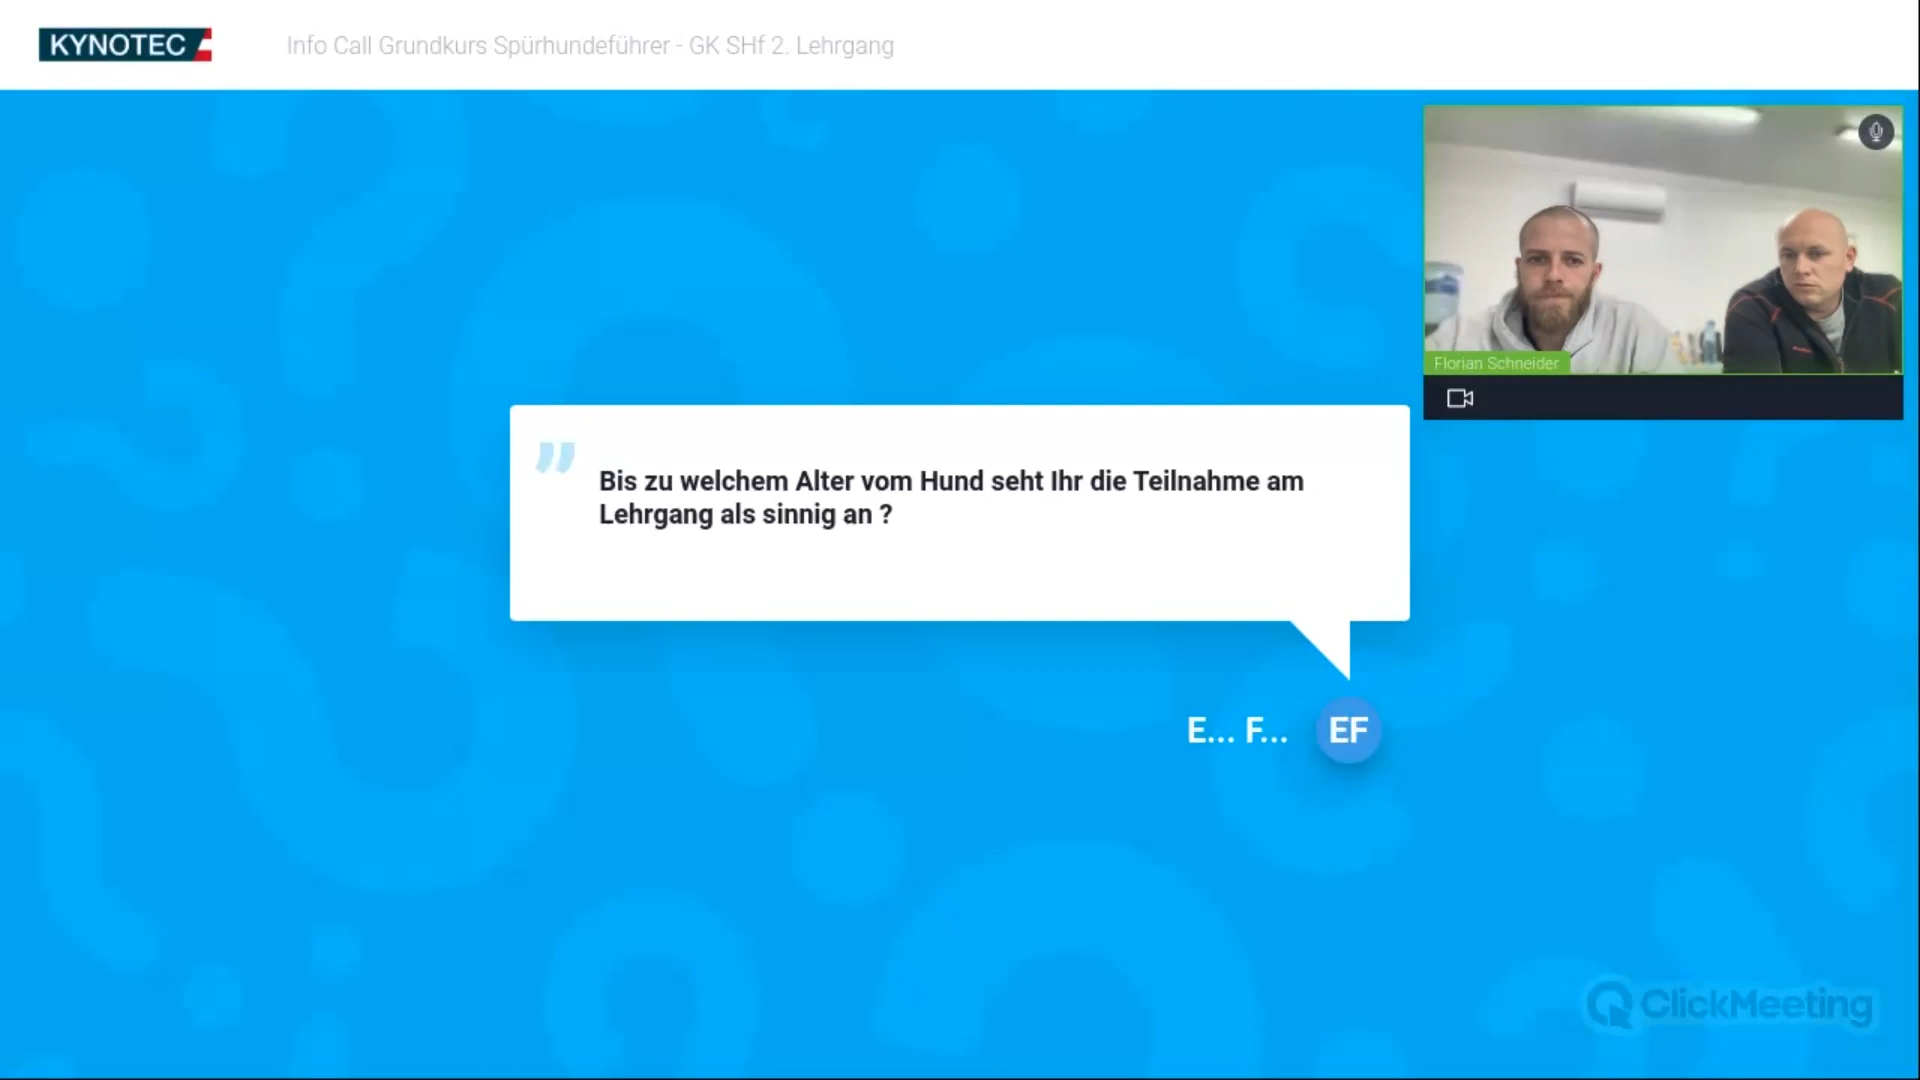 KYNOTEC
Info Call Grundkurs Spürhundeführer - GK SHf 2. Lehrgang
Florian Schneider
Bis zu welchem Alter vom Hund seht Ihr die Teilnahme am
Lehrgang als sinnig an ?
E... F... EF
ClickMeeting